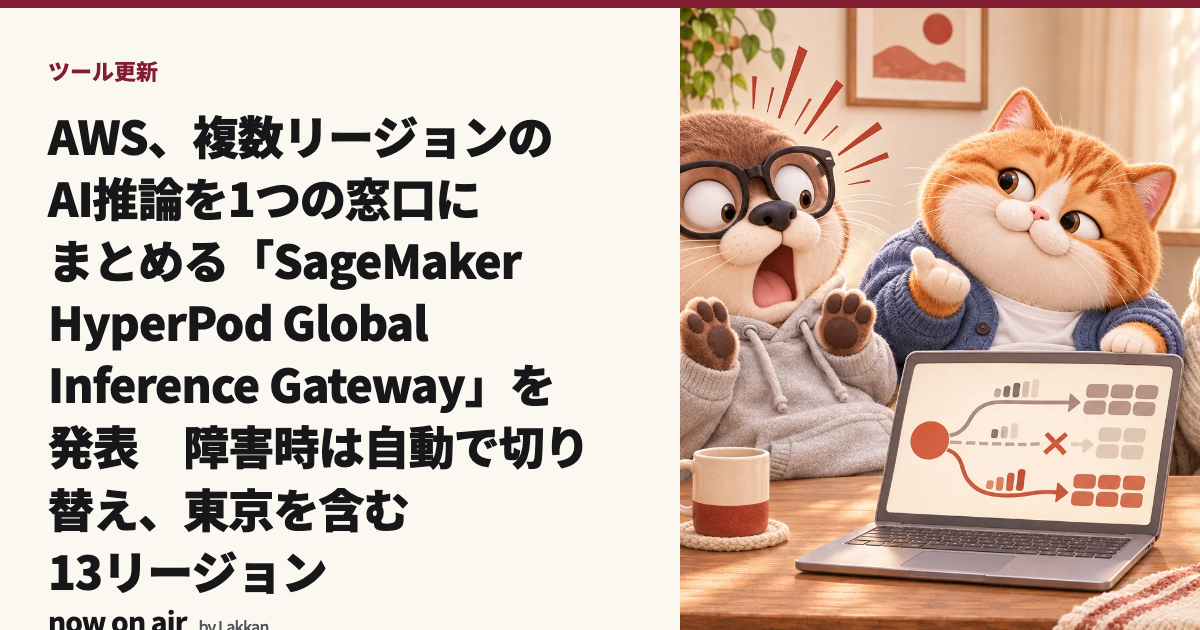 ツール更新
AWS、複数リージョンの
AI推論を1つの窓口に
まとめる「SageMaker
HyperPod Global
Inference Gateway」を
発表　障害時は自動で切り
替え、東京を含む
13リージョン
now on air by Lakkan